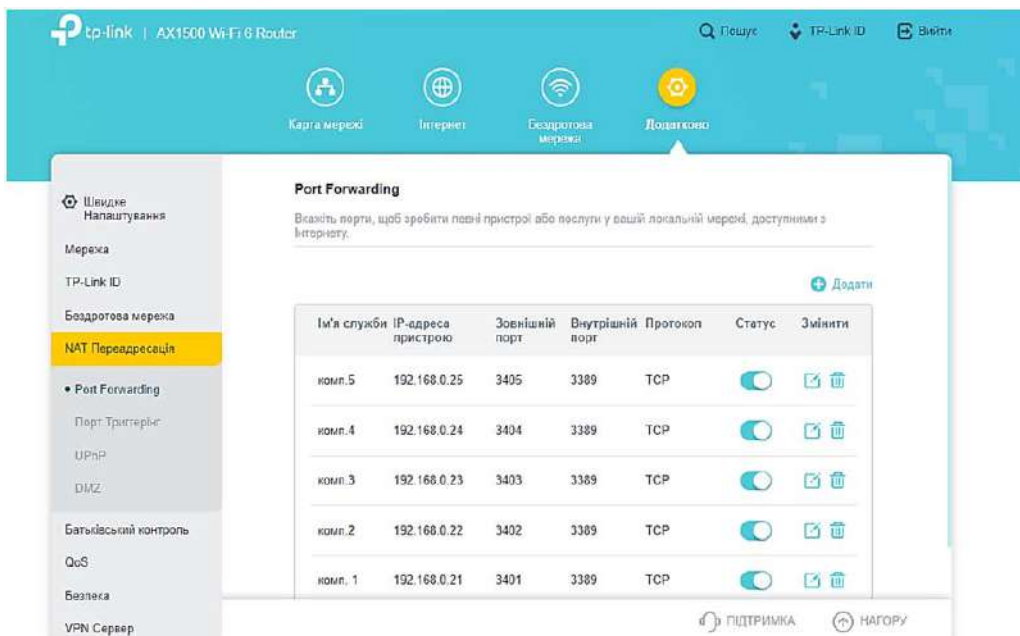 tp-link | AX1500 Wi-Fi 6 Router
Пошук
TP-Link ID
Вийти
Карта мережі
Інтернет
Бездротова
мережа
Додатково
Швидке
Налаштування
Мережа
TP-Link ID
Бездротова мережа
NAT Переадресація
• Port Forwarding
Порт Тригерінг
UPnP
DMZ
Батьківський контроль
QoS
Безпека
VPN Сервер
Port Forwarding
Вкажіть порти, щоб зробити певні пристрої або послуги у вашій локальній мережі, доступними з
Інтернету.
Додати
Ім'я служби IP-адреса пристрою Зовнішній порт Внутрішній порт Протокол Статус Змінити
комп.5 192.168.0.25 3405 3389 TCP
комп.4 192.168.0.24 3404 3389 TCP
комп.3 192.168.0.23 3403 3389 TCP
комп.2 192.168.0.22 3402 3389 TCP
комп. 1 192.168.0.21 3401 3389 TCP
ПІДТРИМКА
НАГОРУ